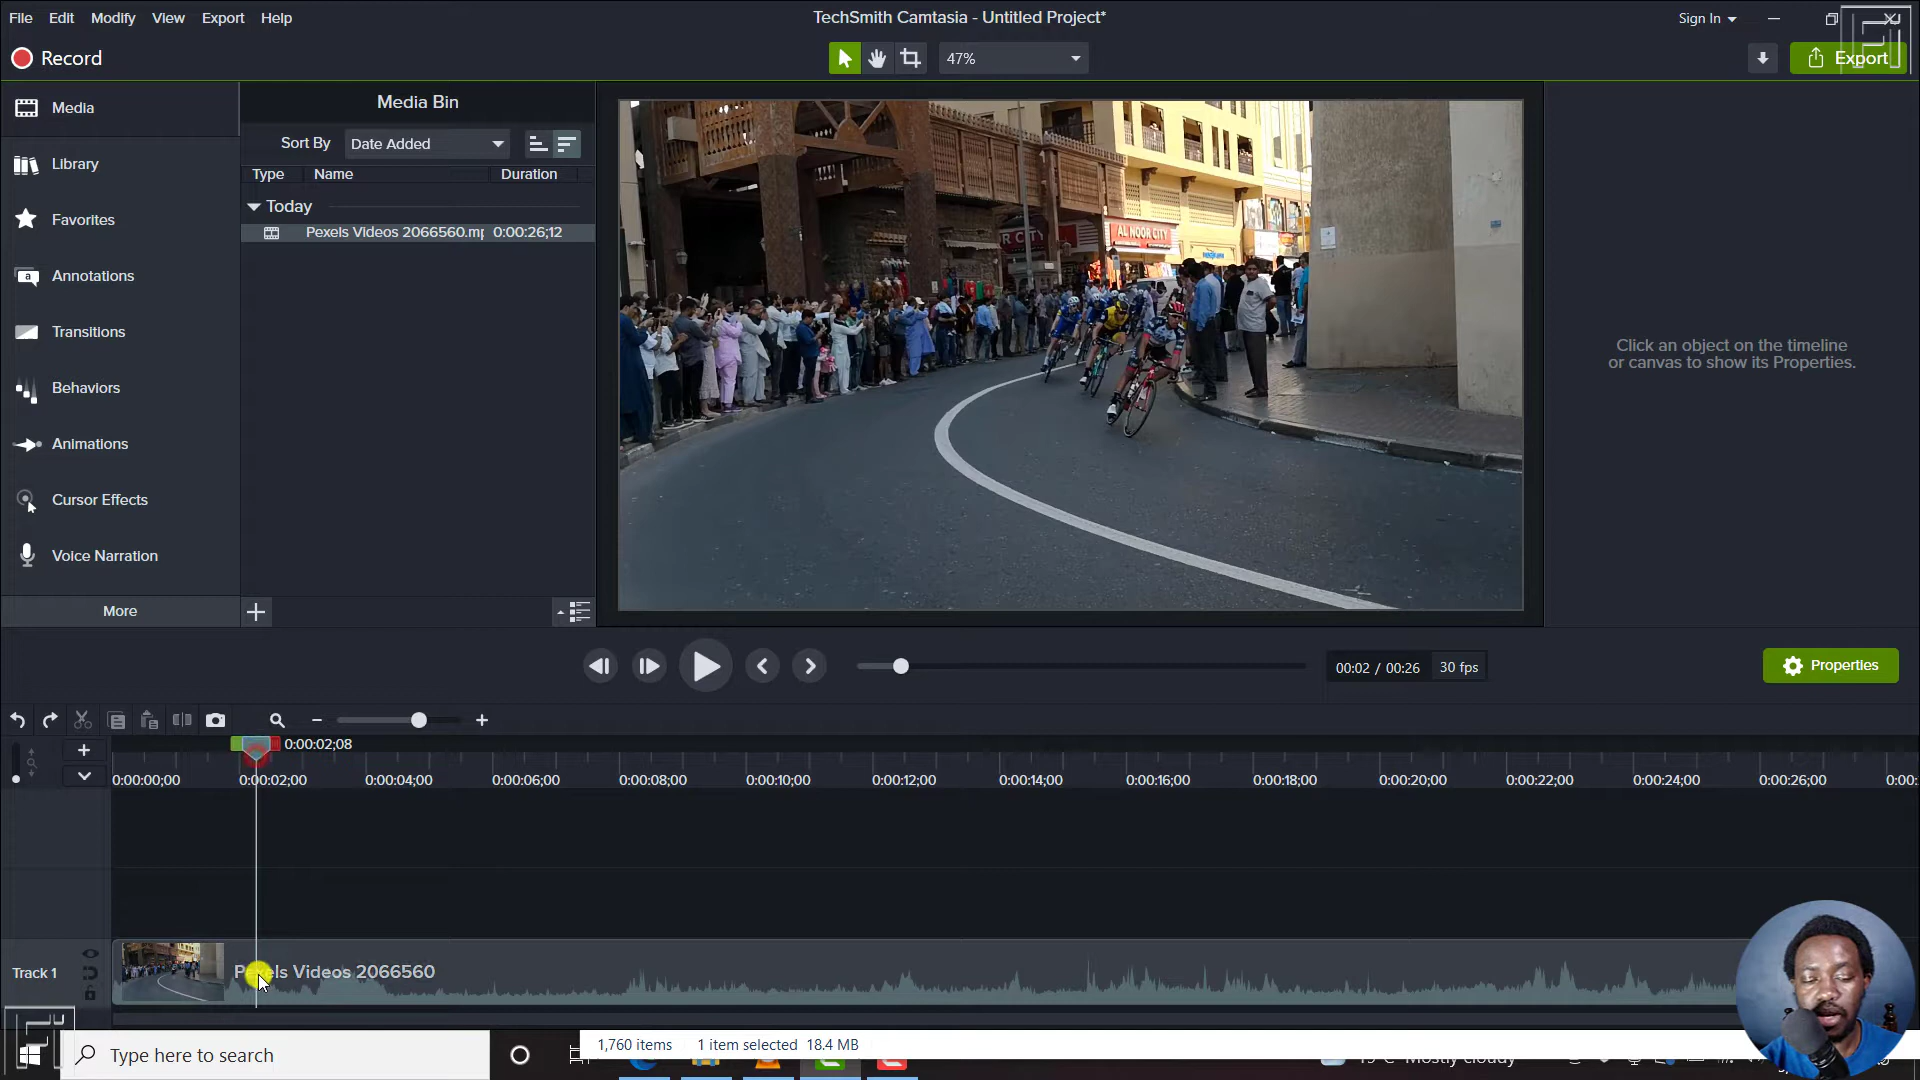 File Edit Modify View Export Help
TechSmith Camtasia - Untitled Project*
Sign In
Record
47%
Export
Media
Library
Favorites
Annotations
Transitions
Behaviors
Animations
Cursor Effects
Voice Narration
More
Media Bin
Sort By Date Added
Type Name Duration
Today
Pexels Videos 2066560.mp 0:00:26;12
AL NOOR CITY
Click an object on the timeline
or canvas to show its Properties.
00:02 / 00:26 30 fps
Properties
0:00:02;08
0:00:00;00 0:00:02;00 0:00:04;00 0:00:06;00 0:00:08;00 0:00:10;00 0:00:12;00 0:00:14;00 0:00:16;00 0:00:18;00 0:00:20;00 0:00:22;00 0:00:24;00 0:00:26;00 0:00:
Track 1
Pexels Videos 2066560
Type here to search
1,760 items 1 item selected 18.4 MB
Mostly cloudy